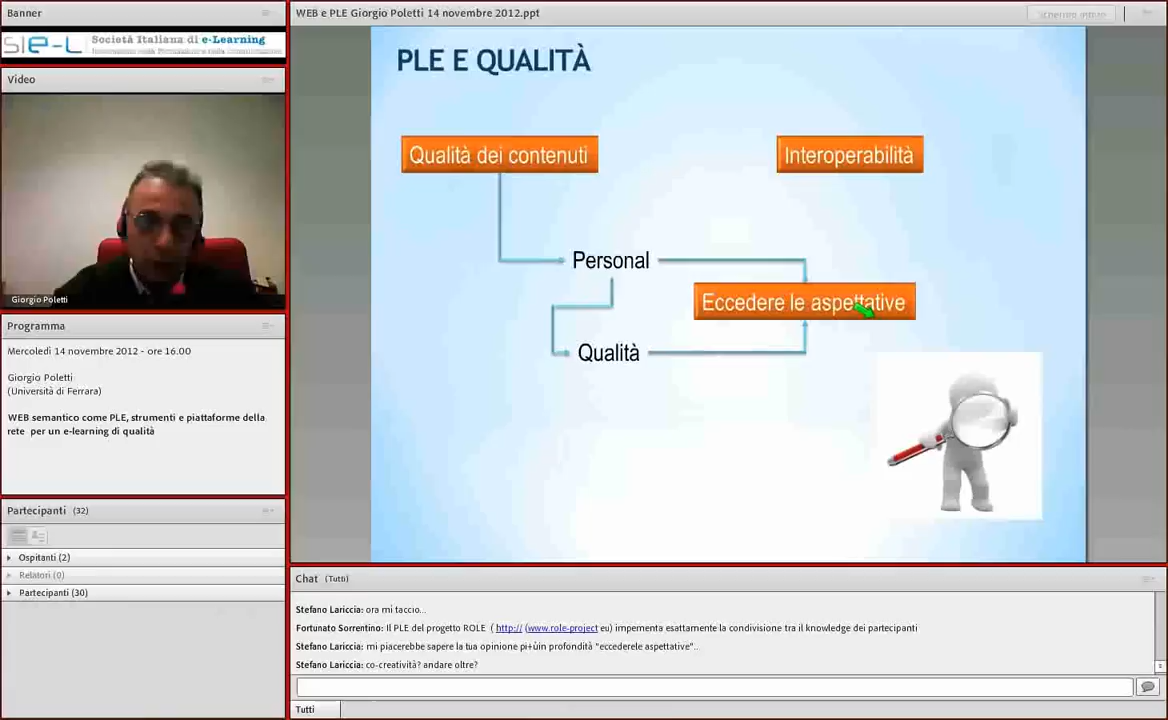 Banner
SIe-L Società Italiana di e-Learning
Video
Giorgio Poletti
Programma
Mercoledì 14 novembre 2012 - ore 16.00
Giorgio Poletti
(Università di Ferrara)
WEB semantico come PLE, strumenti e piattaforme della
rete per un e-learning di qualità
Partecipanti (32)
Ospitanti (2)
Relatori (0)
Partecipanti (30)
WEB e PLE Giorgio Poletti 14 novembre 2012.ppt
Schermo intero
PLE E QUALITÀ
Qualità dei contenuti
Interoperabilità
Personal
Eccedere le aspettative
Qualità
Chat (Tutti)
Stefano Lariccia: ora mi taccio...
Fortunato Sorrentino: Il PLE del progetto ROLE ( http:// (www.role-project eu) impementa esattamente la condivisione tra il knowledge dei partecipanti
Stefano Lariccia: mi piacerebbe sapere la tua opinione pi+ùin profondità "eccederele aspettative"..
Stefano Lariccia: co-creatività? andare oltre?
Tutti